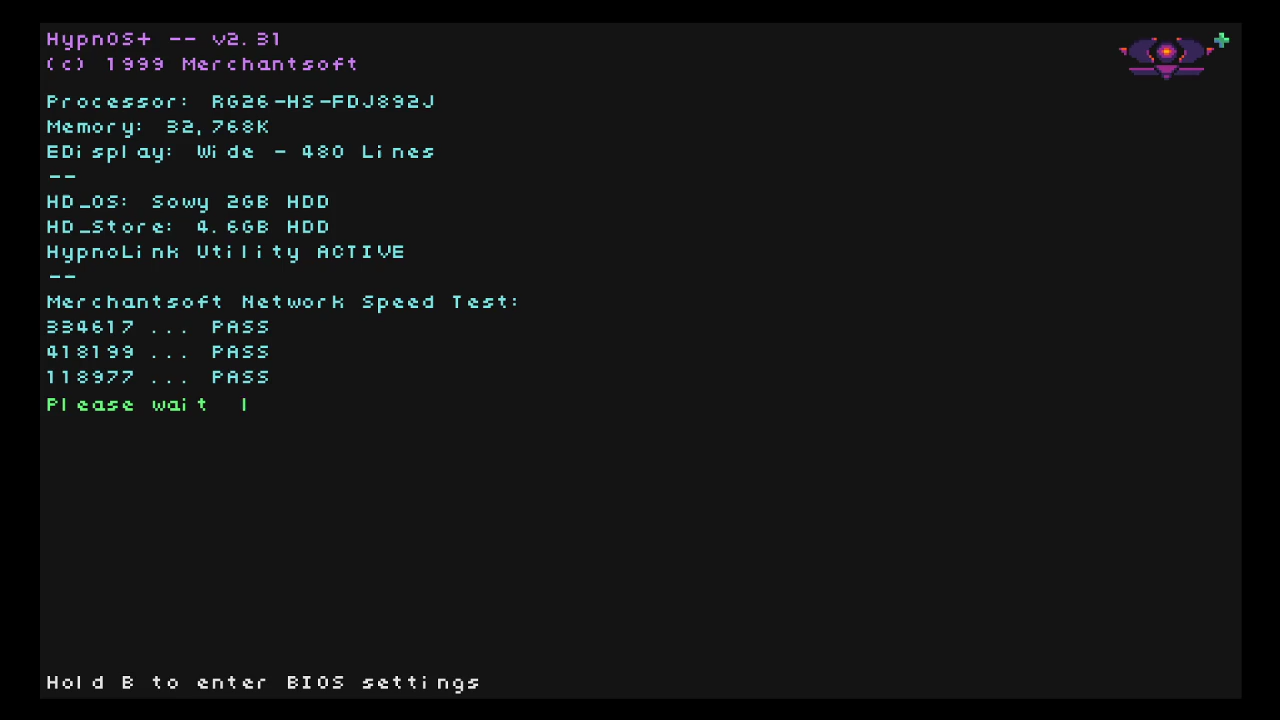 HypnOS+ -- v2.31
(c) 1999 Merchantsoft
Processor: RG26-HS-FDJ892J
Memory: 32,768K
EDisplay: Wide - 480 Lines
--
HD_OS: Sowy 2GB HDD
HD_Store: 4.6GB HDD
HypnoLink Utility ACTIVE
--
Merchantsoft Network Speed Test:
334617 ... PASS
418199 ... PASS
118977 ... PASS
Please wait |
Hold B to enter BIOS settings